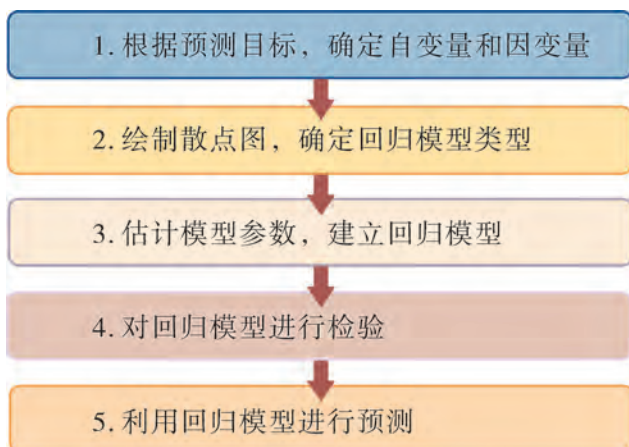 1. 根据预测目标，确定自变量和因变量
2. 绘制散点图，确定回归模型类型
3. 估计模型参数，建立回归模型
4. 对回归模型进行检验
5. 利用回归模型进行预测